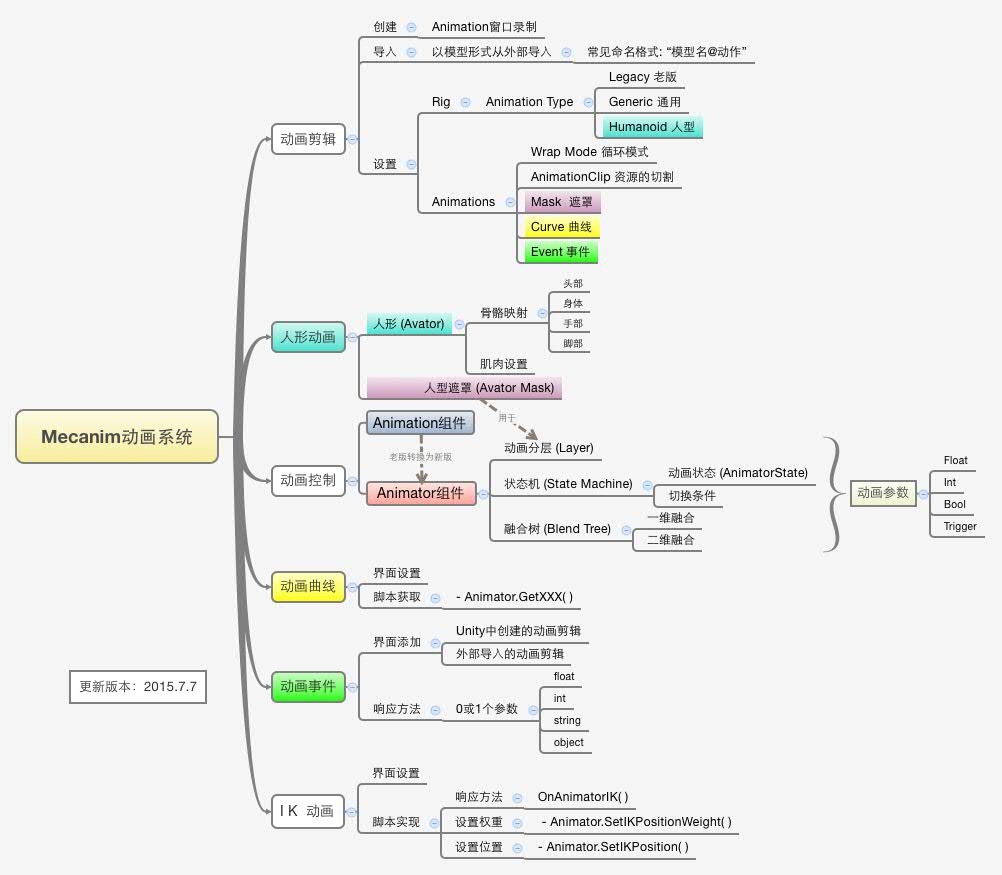 Mecanim动画系统
更新版本：2015.7.7
动画剪辑
创建
Animation窗口录制
导入
以模型形式从外部导入
常见命名格式: “模型名@动作”
设置
Rig
Animation Type
Legacy 老版
Generic 通用
Humanoid 人型
Animations
Wrap Mode 循环模式
AnimationClip 资源的切割
Mask 遮罩
Curve 曲线
Event 事件
人形动画
人形 (Avator)
骨骼映射
头部
身体
手部
脚部
肌肉设置
人型遮罩 (Avator Mask)
用于
动画控制
Animation组件
老版转换为新版
Animator组件
动画分层 (Layer)
状态机 (State Machine)
动画状态 (AnimatorState)
切换条件
融合树 (Blend Tree)
一维融合
二维融合
动画参数
Float
Int
Bool
Trigger
动画曲线
界面设置
脚本获取
- Animator.GetXXX( )
动画事件
界面添加
Unity中创建的动画剪辑
外部导入的动画剪辑
响应方法
0或1个参数
float
int
string
object
I K 动画
界面设置
脚本实现
响应方法
OnAnimatorIK( )
设置权重
- Animator.SetIKPositionWeight( )
设置位置
- Animator.SetIKPosition( )